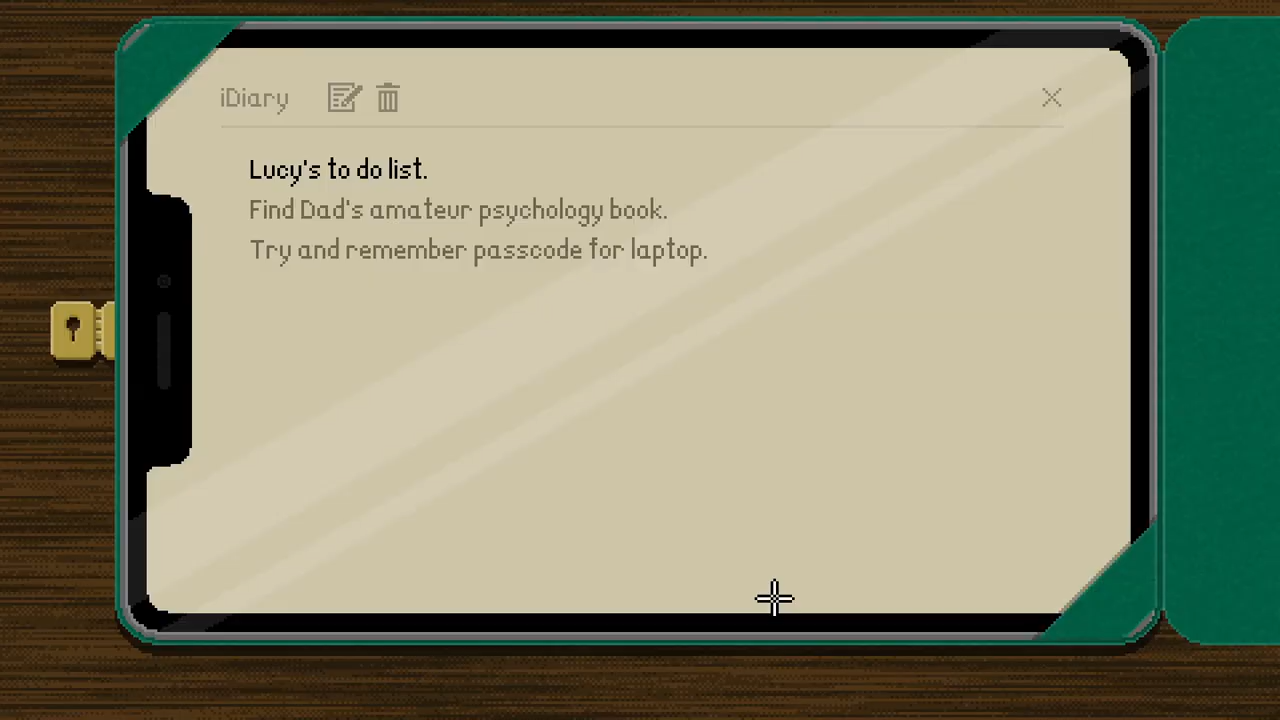 iDiary
Lucy's to do list.
Find Dad's amateur psychology book.
Try and remember passcode for laptop.